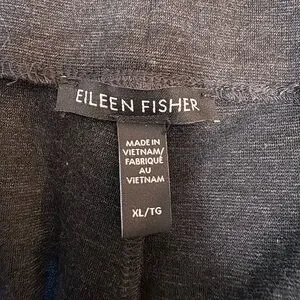 EILEEN FISHER
MADE IN
VIETNAM/
FABRIQUÉ
AU
VIETNAM
XL/TG